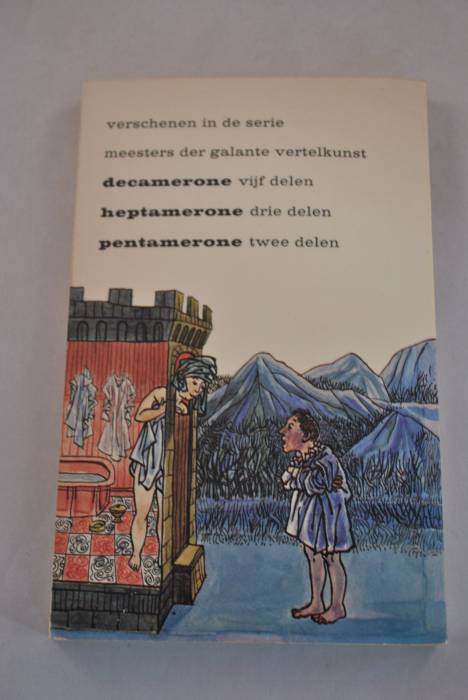 verschenen in de serie
meesters der galante vertelkunst
decamerone vijf delen
heptamerone drie delen
pentamerone twee delen